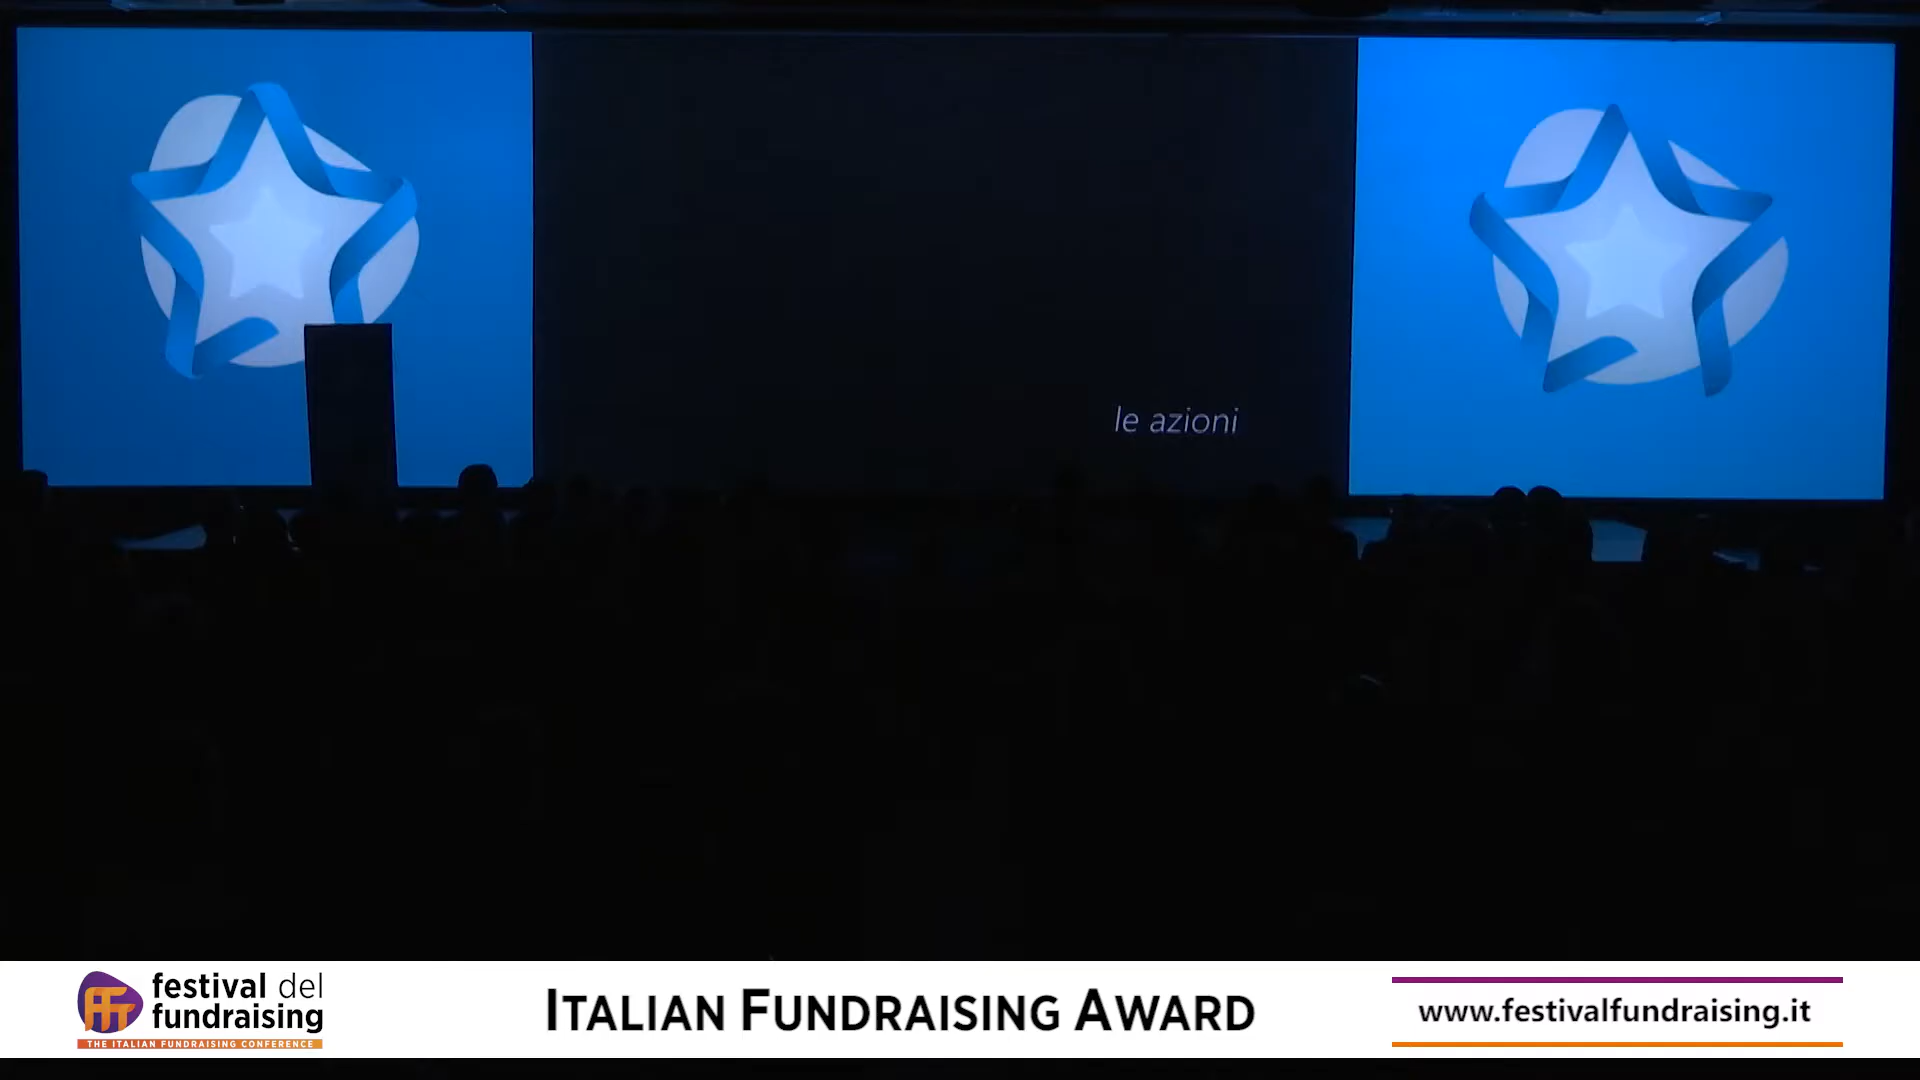 le azioni
festival del
fundraising
THE ITALIAN FUNDRAISING CONFERENCE
ITALIAN FUNDRAISING AWARD
www.festivalfundraising.it